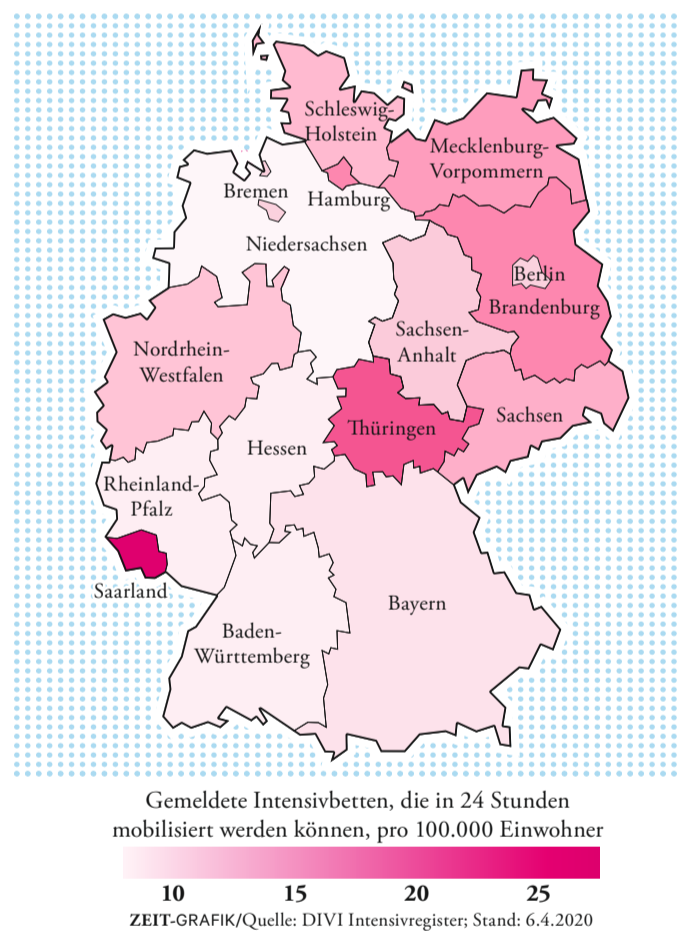 Schleswig-
Holstein
Mecklenburg-
Vorpommern
Bremen
Hamburg
Niedersachsen
Berlin
Brandenburg
Sachsen-
Anhalt
Nordrhein-
Westfalen
Sachsen
Thüringen
Hessen
Rheinland-
Pfalz
Saarland
Bayern
Baden-
Württemberg
Gemeldete Intensivbetten, die in 24 Stunden
mobilisiert werden können, pro 100.000 Einwohner
10 15 20 25
ZEIT-GRAFIK/Quelle: DIVI Intensivregister; Stand: 6.4.2020